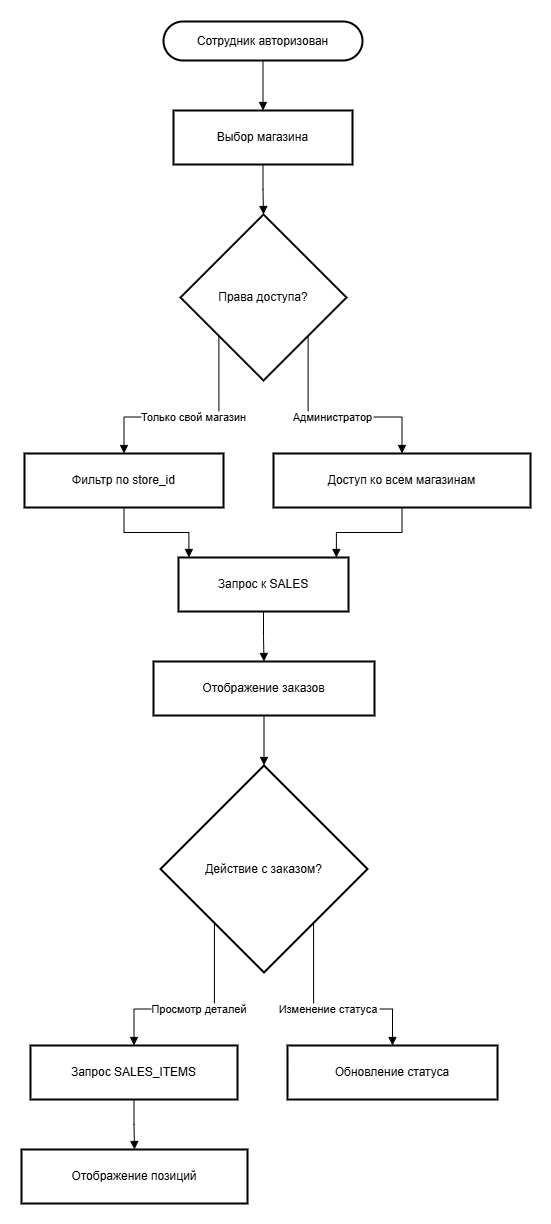 Сотрудник авторизован
Выбор магазина
Права доступа?
Только свой магазин
Администратор
Фильтр по store_id
Доступ ко всем магазинам
Запрос к SALES
Отображение заказов
Действие с заказом?
Просмотр деталей
Изменение статуса
Запрос SALES_ITEMS
Обновление статуса
Отображение позиций